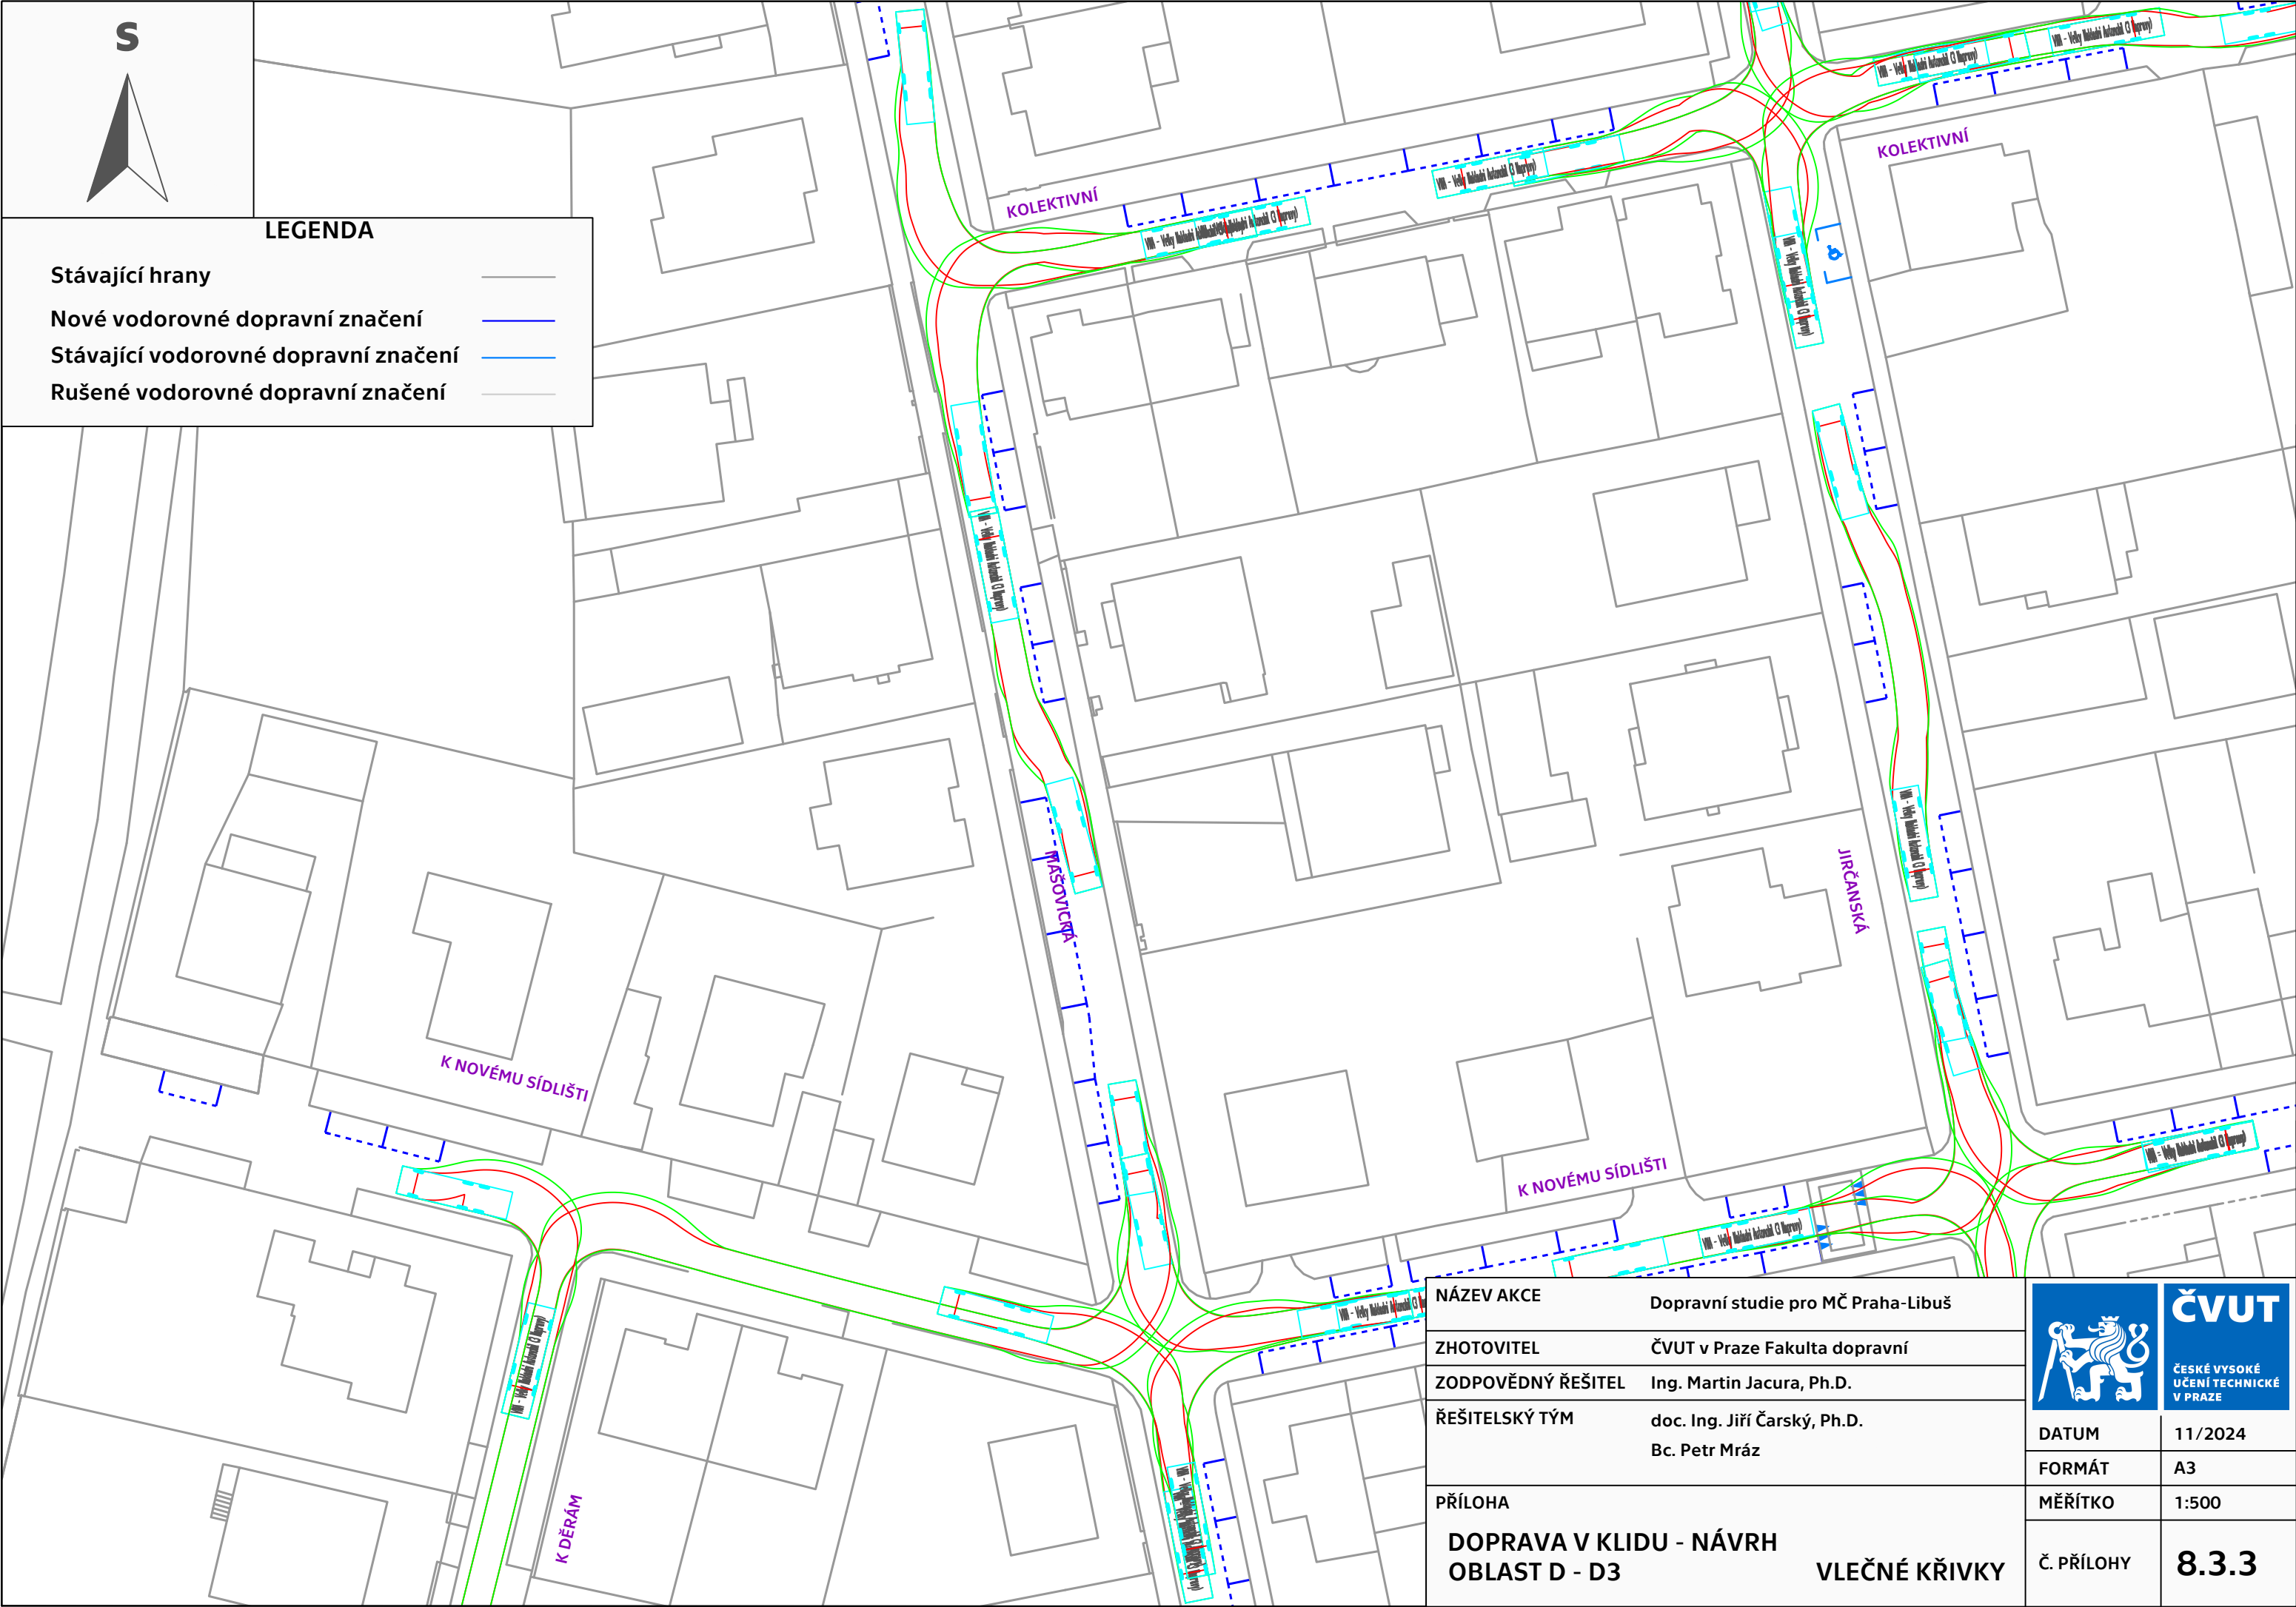 S
LEGENDA
Stávající hrany
Nové vodorovné dopravní značení
Stávající vodorovné dopravní značení
Rušené vodorovné dopravní značení
KOLEKTIVNÍ
KOLEKTIVNÍ
MAŠOVICKÁ
JIRČANSKÁ
K NOVÉMU SÍDLIŠTI
K NOVÉMU SÍDLIŠTI
K DĚRÁM
NÁZEV AKCE Dopravní studie pro MČ Praha-Libuš
ZHOTOVITEL ČVUT v Praze Fakulta dopravní
ZODPOVĚDNÝ ŘEŠITEL Ing. Martin Jacura, Ph.D.
ŘEŠITELSKÝ TÝM doc. Ing. Jiří Čarský, Ph.D.
Bc. Petr Mráz
PŘÍLOHA
DOPRAVA V KLIDU - NÁVRH
OBLAST D - D3 VLEČNÉ KŘIVKY
ČVUT
ČESKÉ VYSOKÉ
UČENÍ TECHNICKÉ
V PRAZE
DATUM 11/2024
FORMÁT A3
MĚŘÍTKO 1:500
Č. PŘÍLOHY 8.3.3